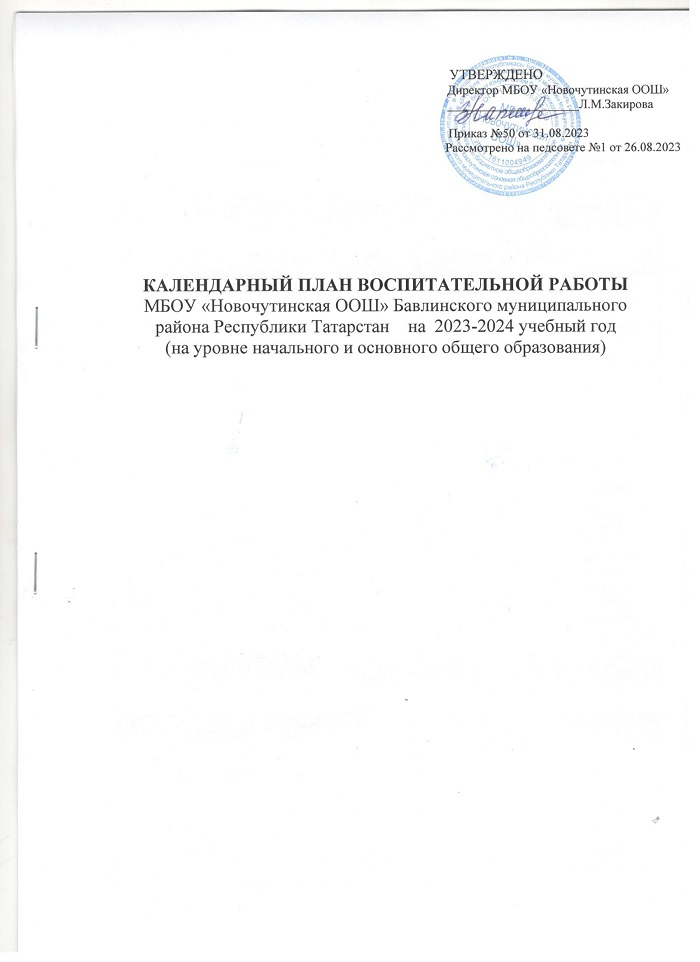 УТВЕРЖДЕНО
Директор МБОУ «Новочутинская ООШ»
Л.М.Закирова
Приказ №50 от 31.08.2023
Рассмотрено на педсовете №1 от 26.08.2023
КАЛЕНДАРНЫЙ ПЛАН ВОСПИТАТЕЛЬНОЙ РАБОТЫ
МБОУ «Новочутинская ООШ» Бавлинского муниципального
района Республики Татарстан на 2023-2024 учебный год
(на уровне начального и основного общего образования)